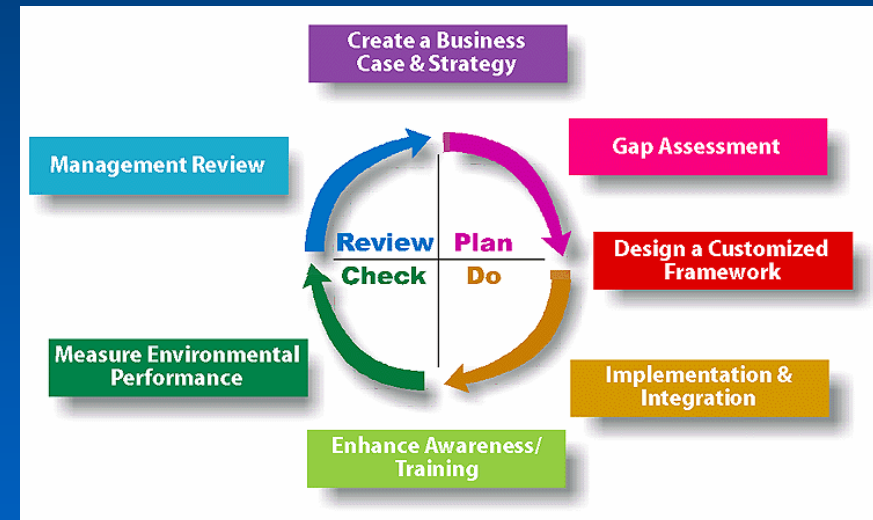 Create a Business
Case & Strategy
Management Review
Gap Assessment
Review
Plan
Check
Do
Design a Customized
Framework
Measure Environmental
Performance
Implementation &
Integration
Enhance Awareness/
Training